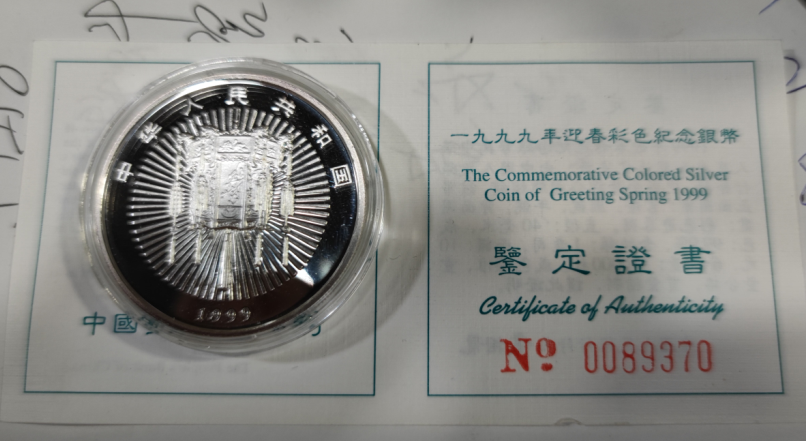 中华人民共和国
1999
中國
一九九九年迎春彩色紀念銀幣
The Commemorative Colored Silver
Coin of Greeting Spring 1999
鑒定證書
Certificate of Authenticity
Nº 0089370